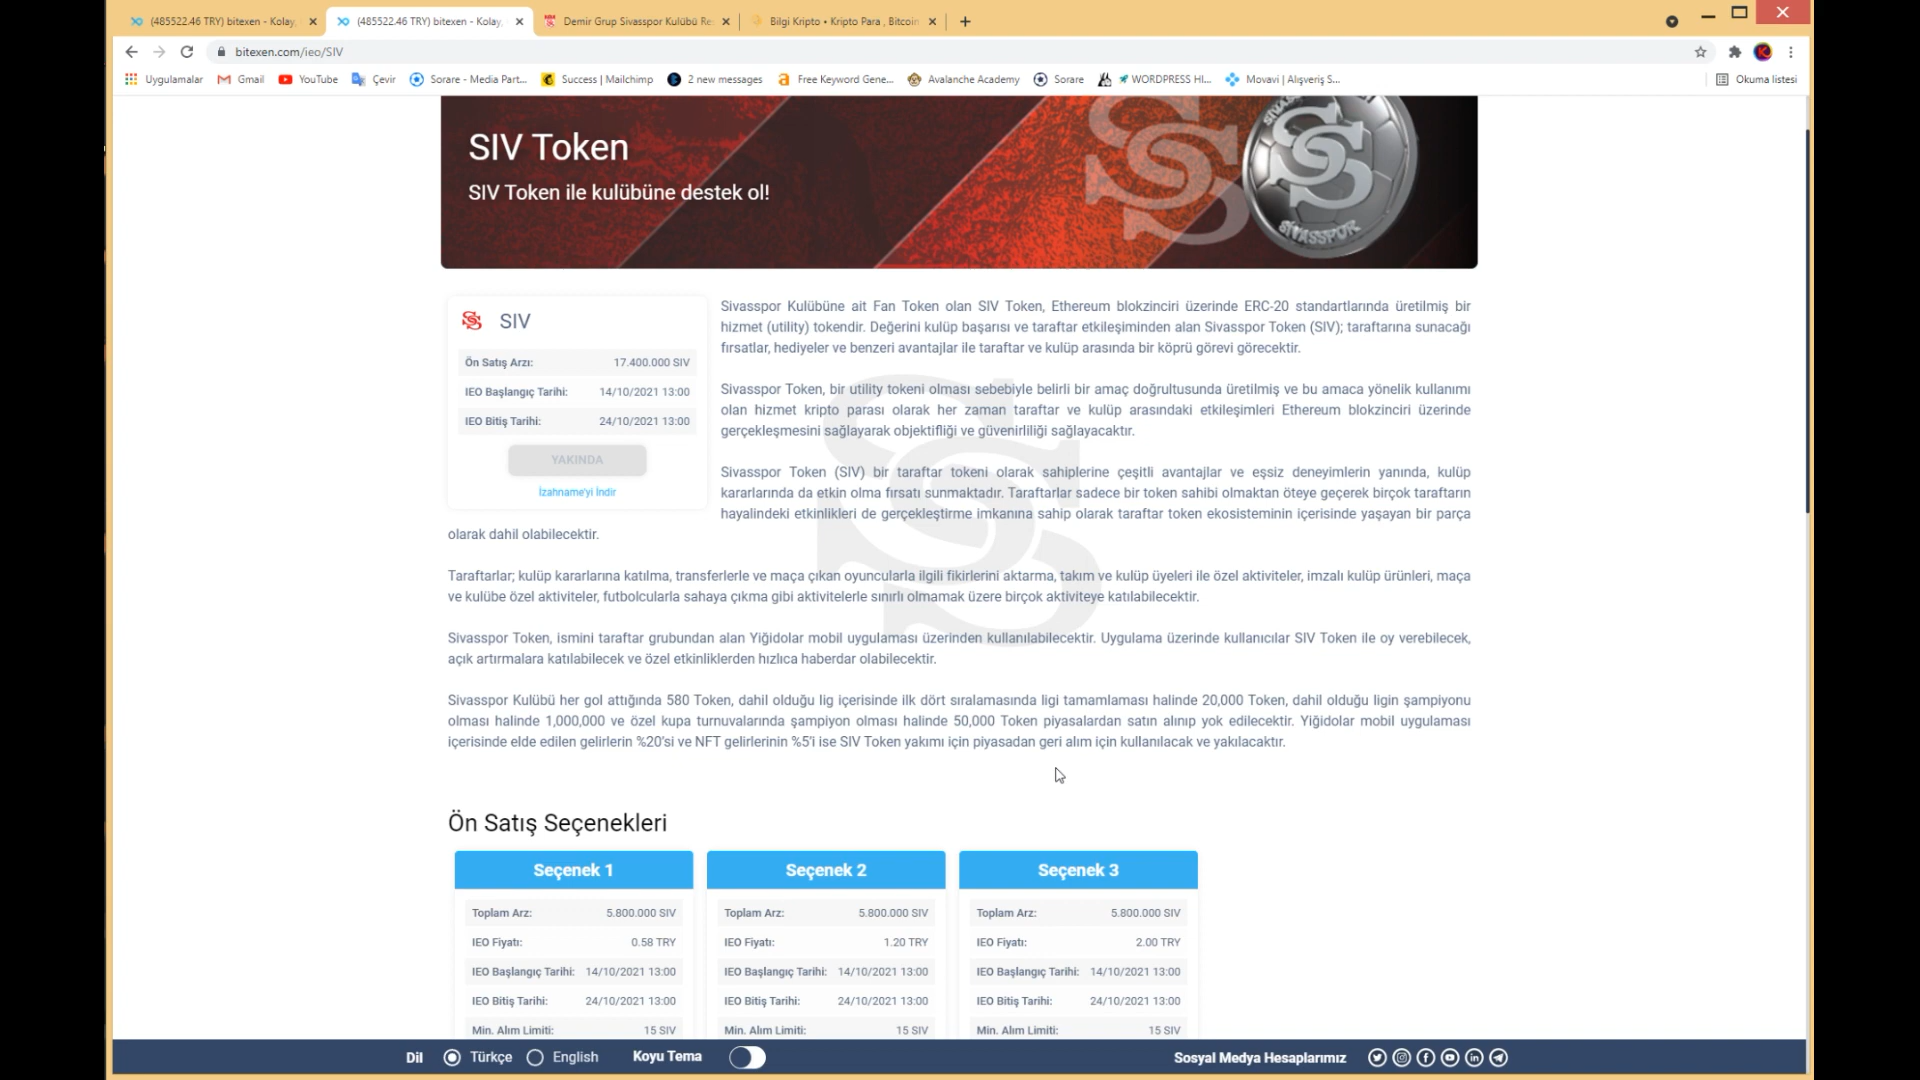 (485522.46 TRY) bitexen - Kolay,
(485522.46 TRY) bitexen - Kolay,
Demir Grup Sivasspor Kulübü Re
Bilgi Kripto • Kripto Para , Bitcoin
bitexen.com/ieo/SIV
Uygulamalar
Gmail
YouTube
Çevir
Sorare - Media Part...
Success | Mailchimp
2 new messages
Free Keyword Gene...
Avalanche Academy
Sorare
WORDPRESS Hİ...
Movavi | Alışveriş S...
Okuma listesi
SIV Token
SIV Token ile kulübüne destek ol!
SİVASSPOR
SIV
Ön Satış Arzı: 17.400.000 SIV
IEO Başlangıç Tarihi: 14/10/2021 13:00
IEO Bitiş Tarihi: 24/10/2021 13:00
YAKINDA
İzahname'yi İndir
Sivasspor Kulübüne ait Fan Token olan SIV Token, Ethereum blokzinciri üzerinde ERC-20 standartlarında üretilmiş bir
hizmet (utility) tokendir. Değerini kulüp başarısı ve taraftar etkileşiminden alan Sivasspor Token (SIV); taraftarına sunacağı
fırsatlar, hediyeler ve benzeri avantajlar ile taraftar ve kulüp arasında bir köprü görevi görecektir.
Sivasspor Token, bir utility tokeni olması sebebiyle belirli bir amaç doğrultusunda üretilmiş ve bu amaca yönelik kullanımı
olan hizmet kripto parası olarak her zaman taraftar ve kulüp arasındaki etkileşimleri Ethereum blokzinciri üzerinde
gerçekleşmesini sağlayarak objektifliği ve güvenirliliği sağlayacaktır.
Sivasspor Token (SIV) bir taraftar tokeni olarak sahiplerine çeşitli avantajlar ve eşsiz deneyimlerin yanında, kulüp
kararlarında da etkin olma fırsatı sunmaktadır. Taraftarlar sadece bir token sahibi olmaktan öteye geçerek birçok taraftarın
hayalindeki etkinlikleri de gerçekleştirme imkanına sahip olarak taraftar token ekosisteminin içerisinde yaşayan bir parça
olarak dahil olabilecektir.
Taraftarlar; kulüp kararlarına katılma, transferlerle ve maça çıkan oyuncularla ilgili fikirlerini aktarma, takım ve kulüp üyeleri ile özel aktiviteler, imzalı kulüp ürünleri, maça
ve kulübe özel aktiviteler, futbolcularla sahaya çıkma gibi aktivitelerle sınırlı olmamak üzere birçok aktiviteye katılabilecektir.
Sivasspor Token, ismini taraftar grubundan alan Yiğidolar mobil uygulaması üzerinden kullanılabilecektir. Uygulama üzerinde kullanıcılar SIV Token ile oy verebilecek,
açık artırmalara katılabilecek ve özel etkinliklerden hızlıca haberdar olabilecektir.
Sivasspor Kulübü her gol attığında 580 Token, dahil olduğu lig içerisinde ilk dört sıralamasında ligi tamamlaması halinde 20,000 Token, dahil olduğu ligin şampiyonu
olması halinde 1,000,000 ve özel kupa turnuvalarında şampiyon olması halinde 50,000 Token piyasalardan satın alınıp yok edilecektir. Yiğidolar mobil uygulaması
içerisinde elde edilen gelirlerin %20'si ve NFT gelirlerinin %5'i ise SIV Token yakımı için piyasadan geri alım için kullanılacak ve yakılacaktır.
Ön Satış Seçenekleri
Seçenek 1
Toplam Arz: 5.800.000 SIV
IEO Fiyatı: 0.58 TRY
IEO Başlangıç Tarihi: 14/10/2021 13:00
IEO Bitiş Tarihi: 24/10/2021 13:00
Min. Alım Limiti: 15 SIV
Seçenek 2
Toplam Arz: 5.800.000 SIV
IEO Fiyatı: 1.20 TRY
IEO Başlangıç Tarihi: 14/10/2021 13:00
IEO Bitiş Tarihi: 24/10/2021 13:00
Min. Alım Limiti: 15 SIV
Seçenek 3
Toplam Arz: 5.800.000 SIV
IEO Fiyatı: 2.00 TRY
IEO Başlangıç Tarihi: 14/10/2021 13:00
IEO Bitiş Tarihi: 24/10/2021 13:00
Min. Alım Limiti: 15 SIV
Dil Türkçe English Koyu Tema
Sosyal Medya Hesaplarımız